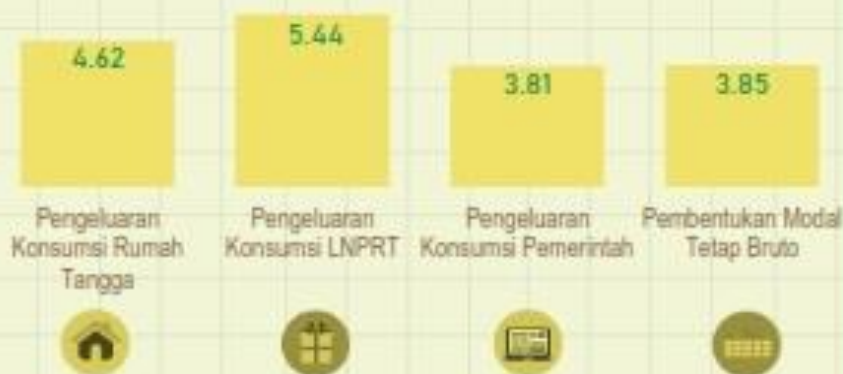 4.62
5.44
3.81
3.85
Pengeluaran
Konsumsi Rumah
Tangga
Pengeluaran
Konsumsi LNPRT
Pengeluaran
Konsumsi Pemerintah
Pembentukan Modal
Tetap Bruto